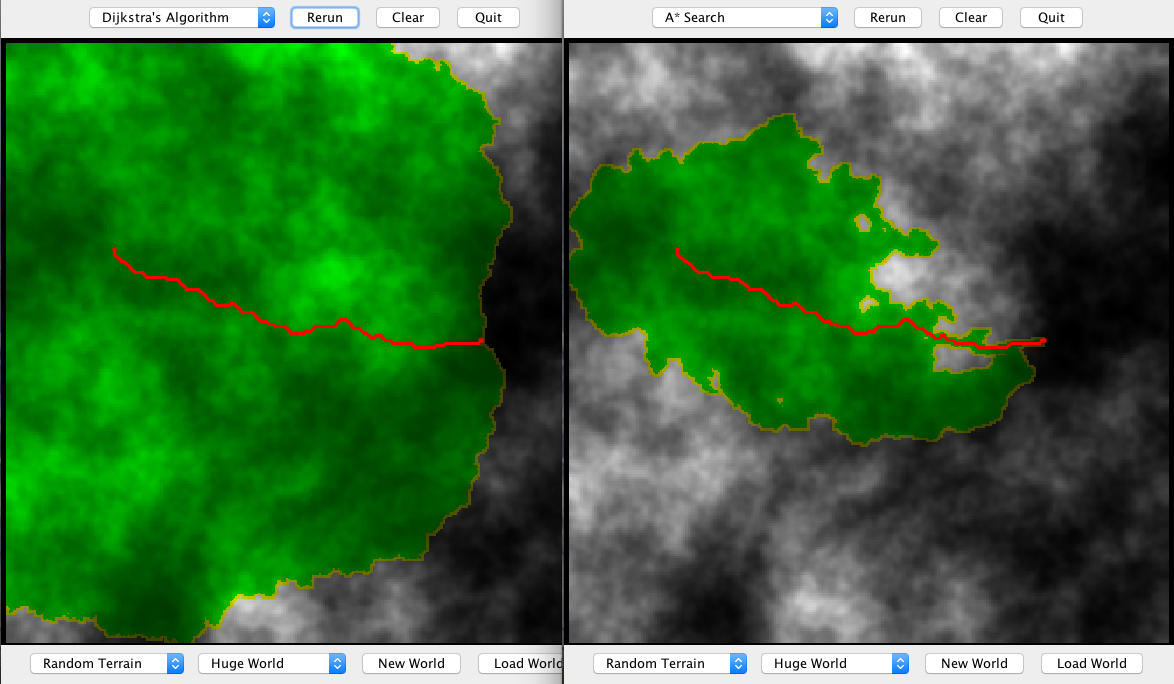 Dijkstra's Algorithm Rerun Clear Quit
A* Search Rerun Clear Quit
Random Terrain Huge World New World Load World
Random Terrain Huge World New World Load World